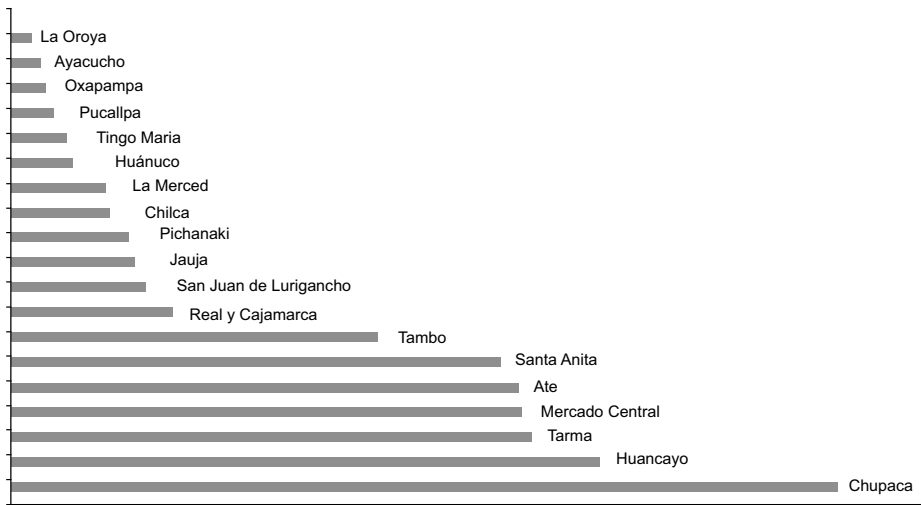 La Oroya
Ayacucho
Oxapampa
Pucallpa
Tingo Maria
Huánuco
La Merced
Chilca
Pichanaki
Jauja
San Juan de Lurigancho
Real y Cajamarca
Tambo
Santa Anita
Ate
Mercado Central
Tarma
Huancayo
Chupaca